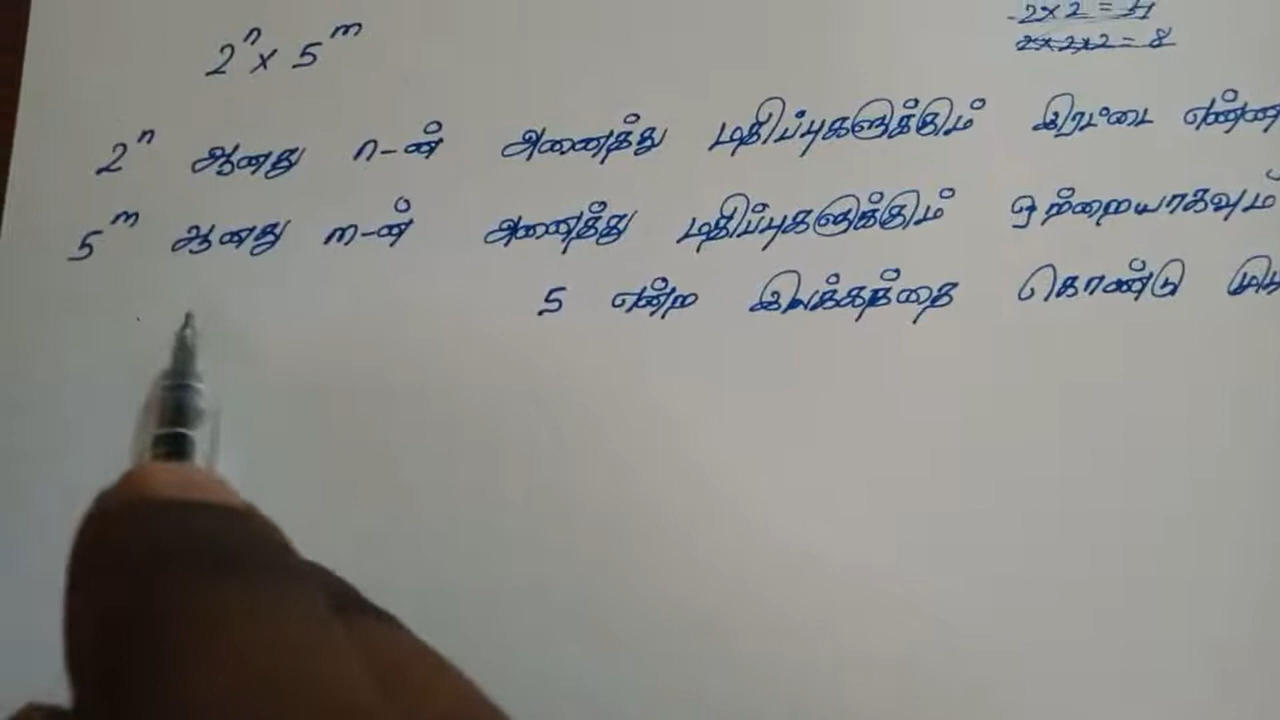 2ⁿ × 5ᵐ
2×2 = 4
2×2×2 = 8
2ⁿ ஆனது n-ன் அனைத்து மதிப்புகளுக்கும் இரட்டை எண்ண
5ᵐ ஆனது m-ன் அனைத்து மதிப்புகளுக்கும் ஒற்றையாகவும்
5 என்ற இலக்கத்தை கொண்டு